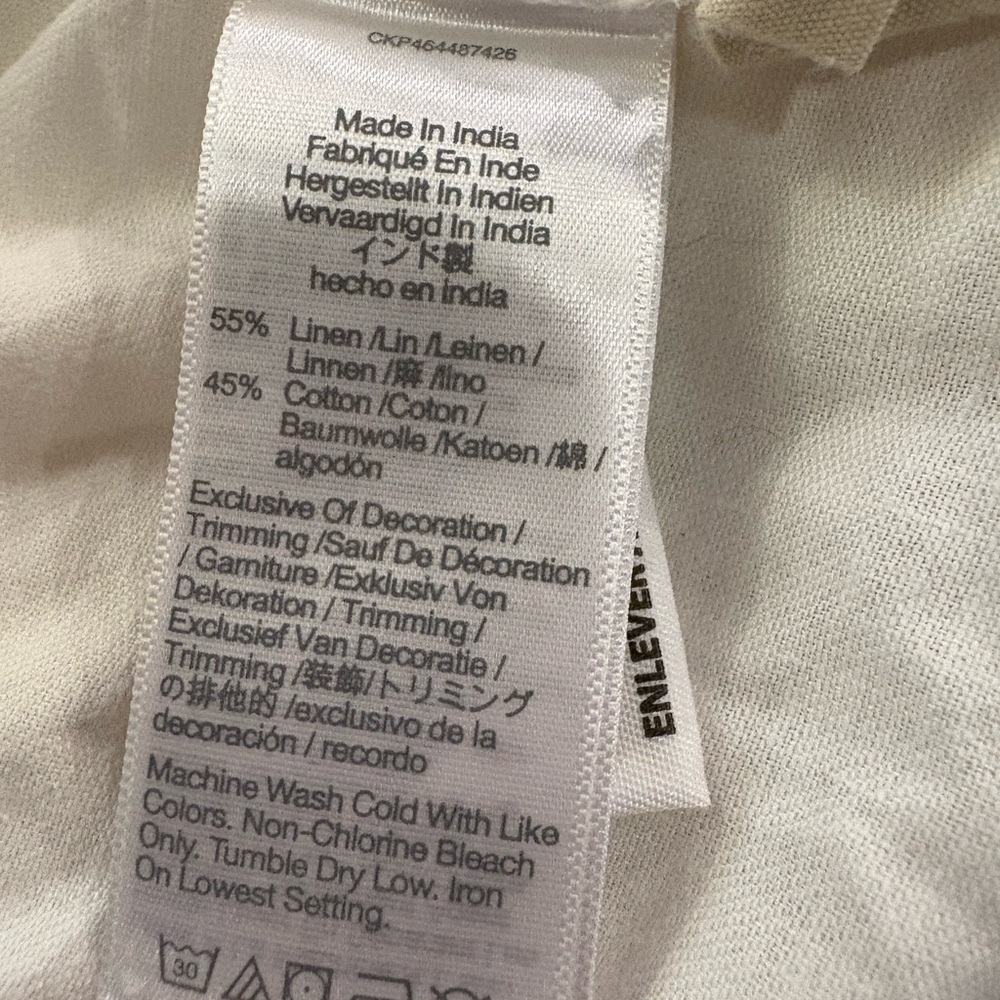 CKP464487426
Made In India
Fabriqué En Inde
Hergestellt In Indien
Vervaardigd In India
インド製
hecho en india
55% Linen /Lin /Leinen /
Linnen /麻 /lino
45% Cotton /Coton /
Baumwolle /Katoen /綿 /
algodón
Exclusive Of Decoration /
Trimming /Sauf De Décoration
/ Garniture /Exklusiv Von
Dekoration / Trimming /
Exclusief Van Decoratie /
Trimming /装飾/トリミング
の排他的 /exclusivo de la
decoración / recordo
Machine Wash Cold With Like
Colors. Non-Chlorine Bleach
Only. Tumble Dry Low. Iron
On Lowest Setting.
30